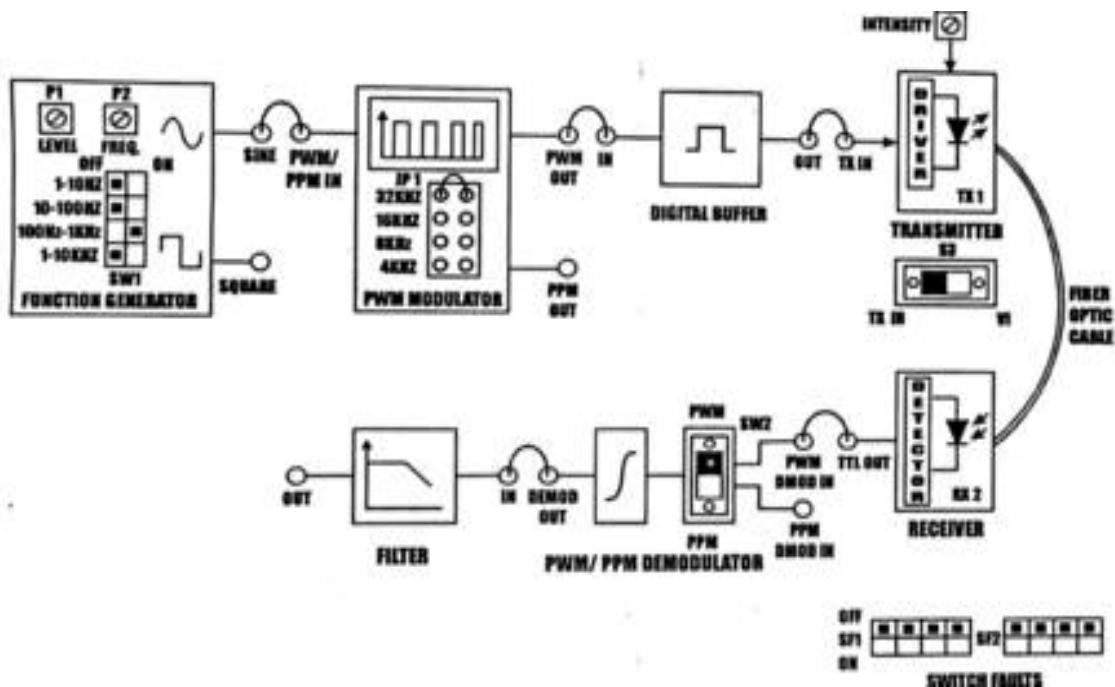 INTENSITY
P1
P2
LEVEL
FREQ.
OFF
ON
1-10HZ
10-100HZ
100Hz-1KHz
1-10KHZ
SW1
FUNCTION GENERATOR
SINE
PWM/
PPM IN
SQUARE
JP1
32KHZ
16KHZ
8KHz
4KHZ
PWM MODULATOR
PWM
OUT
IN
PPM
OUT
DIGITAL BUFFER
OUT
TX IN
DRIVER
TX 1
TRANSMITTER
S3
TX IN
V1
FIBER
OPTIC
CABLE
DETECTOR
RX 2
RECEIVER
PWM
SW2
PWM
DMOD IN
TTL OUT
PPM
DMOD IN
PPM
PWM/ PPM DEMODULATOR
IN
DEMOD
OUT
OUT
FILTER
OFF
SF1
SF2
ON
SWITCH FAULTS